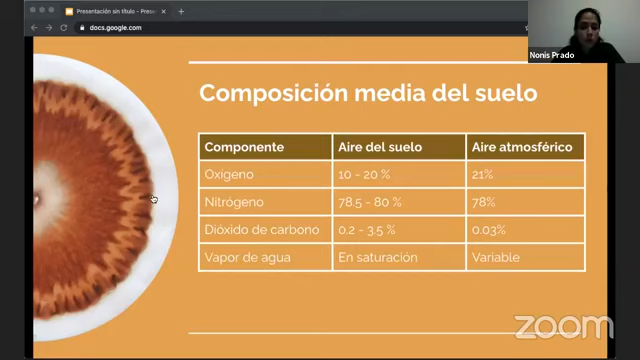 Presentación sin título - Prese
docs.google.com
Nonis Prado
Composición media del suelo
Componente Aire del suelo Aire atmosférico
Oxígeno 10 - 20 % 21%
Nitrógeno 78.5 - 80 % 78%
Dióxido de carbono 0.2 - 3.5 % 0.03%
Vapor de agua En saturación Variable
zoom